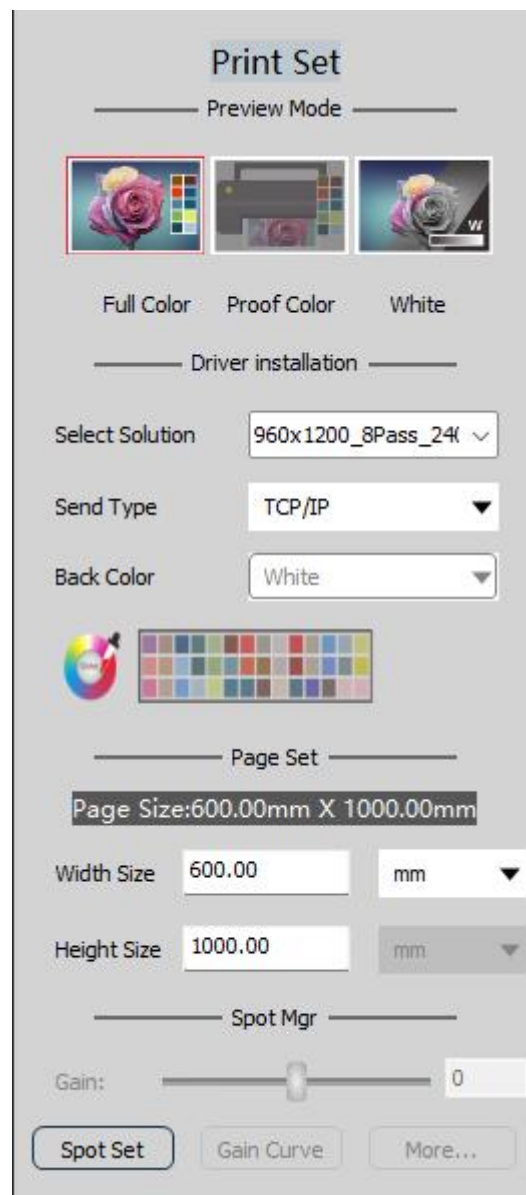 Print Set
Preview Mode
W
Full Color Proof Color White
Driver installation
Select Solution 960x1200_8Pass_24
Send Type TCP/IP
Back Color White
Page Set
Page Size:600.00mm X 1000.00mm
Width Size 600.00 mm
Height Size 1000.00 mm
Spot Mgr
Gain: 0
Spot Set Gain Curve More...